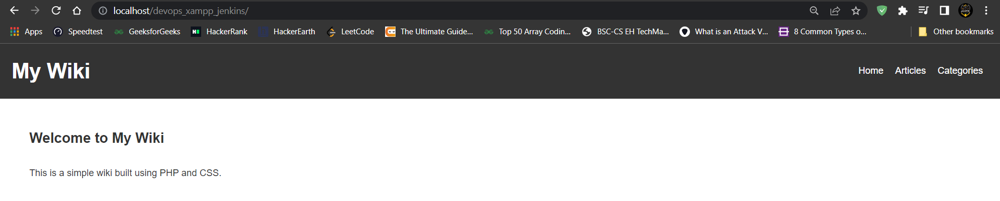 localhost/devops_xampp_jenkins/
Apps Speedtest GeeksforGeeks HackerRank HackerEarth LeetCode The Ultimate Guide... Top 50 Array Codin... BSC-CS EH TechMa... What is an Attack V... 8 Common Types o... Other bookmarks
My Wiki Home Articles Categories
Welcome to My Wiki
This is a simple wiki built using PHP and CSS.